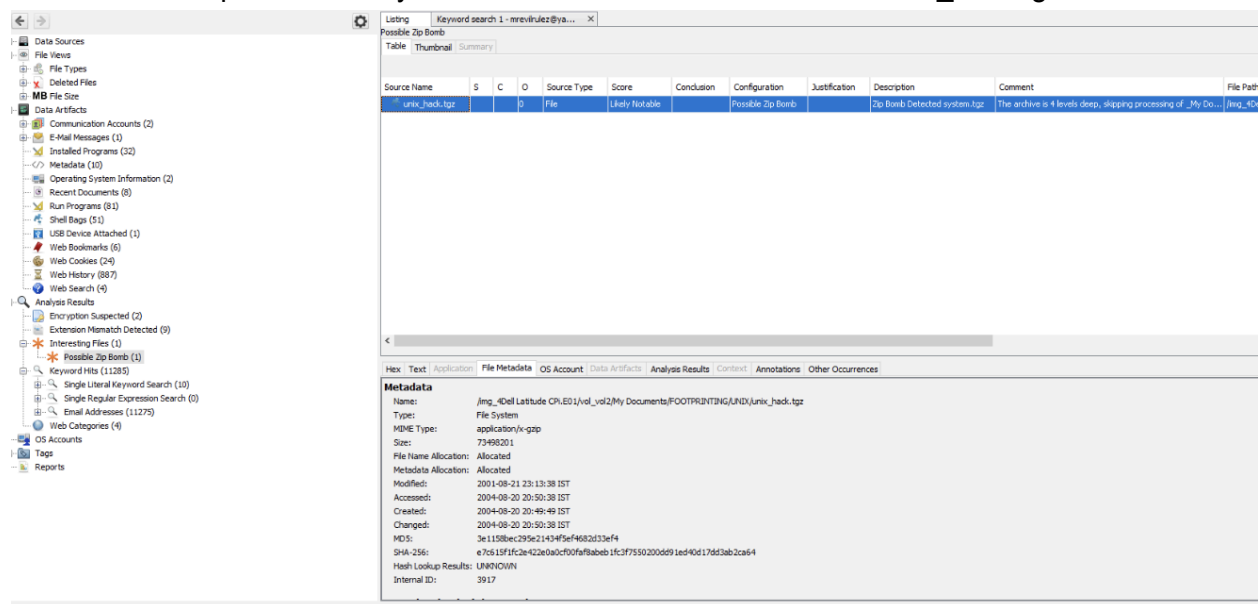 Listing Keyword search 1 - mrevilrulez@ya... ×
Possible Zip Bomb
Table Thumbnail Summary
Data Sources
File Views
File Types
Deleted Files
MB File Size
Data Artifacts
Communication Accounts (2)
E-Mail Messages (1)
Installed Programs (32)
Metadata (10)
Operating System Information (2)
Recent Documents (8)
Run Programs (81)
Shell Bags (51)
USB Device Attached (1)
Web Bookmarks (6)
Web Cookies (24)
Web History (887)
Web Search (4)
Analysis Results
Encryption Suspected (2)
Extension Mismatch Detected (9)
Interesting Files (1)
Possible Zip Bomb (1)
Keyword Hits (11285)
Single Literal Keyword Search (10)
Single Regular Expression Search (0)
Email Addresses (11275)
Web Categories (4)
OS Accounts
Tags
Reports
Source Name S C O Source Type Score Conclusion Configuration Justification Description Comment File Path
unix_hack.tgz 0 File Likely Notable Possible Zip Bomb Zip Bomb Detected system.tgz The archive is 4 levels deep, skipping processing of _My Do... /img_4De
Hex Text Application File Metadata OS Account Data Artifacts Analysis Results Context Annotations Other Occurrences
Metadata
Name: /img_4Dell Latitude CPi.E01/vol_vol2/My Documents/FOOTPRINTING/UNIX/unix_hack.tgz
Type: File System
MIME Type: application/x-gzip
Size: 73498201
File Name Allocation: Allocated
Metadata Allocation: Allocated
Modified: 2001-08-21 23:13:38 IST
Accessed: 2004-08-20 20:50:38 IST
Created: 2004-08-20 20:49:49 IST
Changed: 2004-08-20 20:50:38 IST
MD5: 3e1158bec295e21434f5ef4682d33ef4
SHA-256: e7c615f1fc2e422e0a0cf00faf8abeb1fc3f7550200dd91ed40d17dd3ab2ca64
Hash Lookup Results: UNKNOWN
Internal ID: 3917